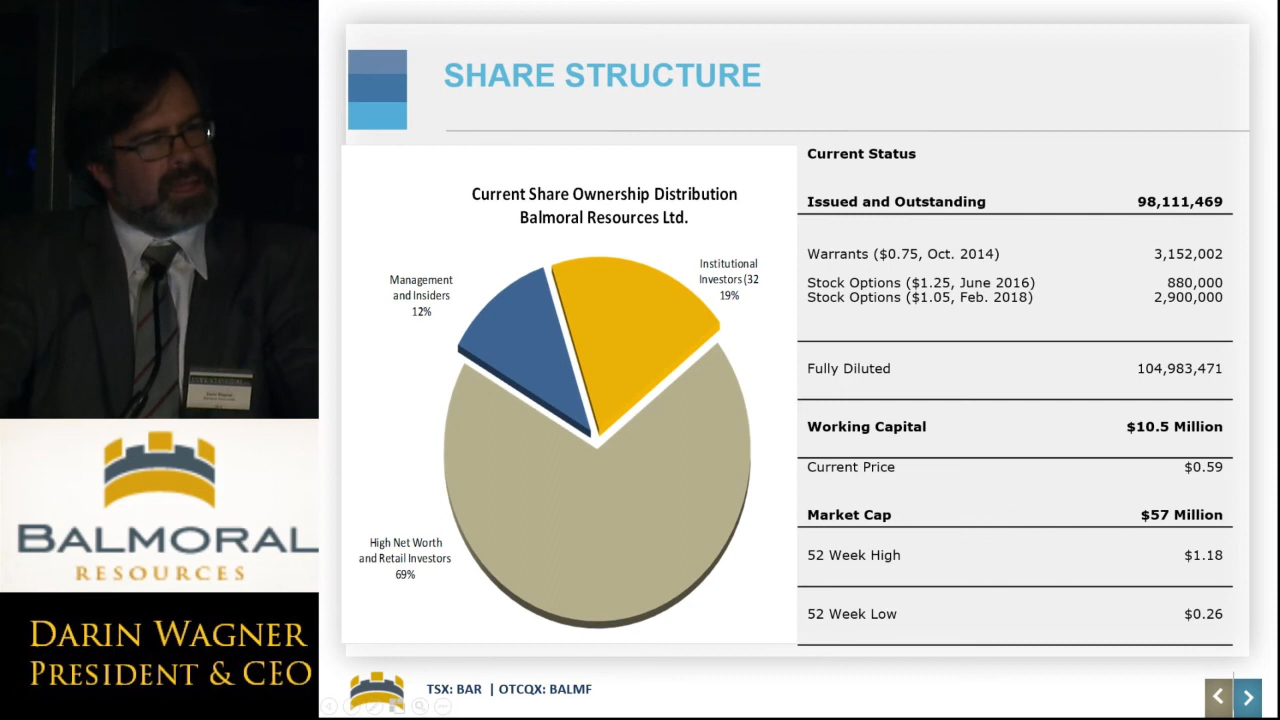 SHARE STRUCTURE
Current Share Ownership Distribution
Balmoral Resources Ltd.
Management
and Insiders
12%
Institutional
Investors (32
19%
High Net Worth
and Retail Investors
69%
Current Status
Issued and Outstanding 98,111,469
Warrants ($0.75, Oct. 2014) 3,152,002
Stock Options ($1.25, June 2016) 880,000
Stock Options ($1.05, Feb. 2018) 2,900,000
Fully Diluted 104,983,471
Working Capital $10.5 Million
Current Price $0.59
Market Cap $57 Million
52 Week High $1.18
52 Week Low $0.26
TSX: BAR | OTCQX: BALMF
BALMORAL
RESOURCES
DARIN WAGNER
PRESIDENT & CEO